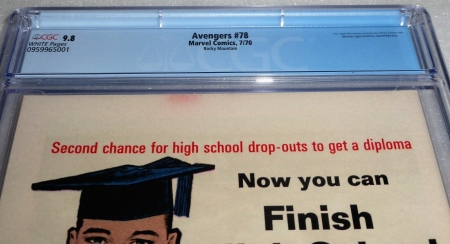 CGC 9.8
WHITE Pages
0959965001
Avengers #78
Marvel Comics, 7/70
Rocky Mountain
CGC
Second chance for high school drop-outs to get a diploma
Now you can
Finish